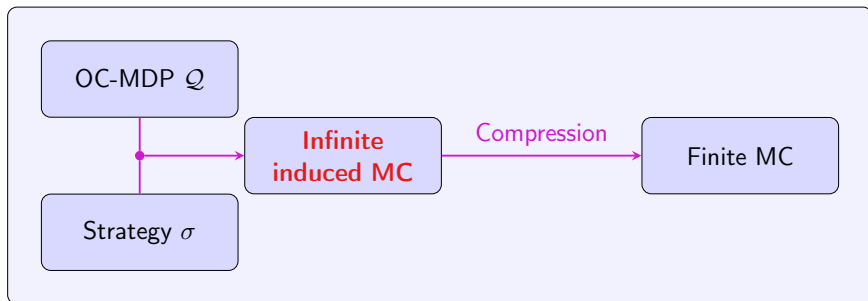 OC-MDP 𝒬
Infinite
induced MC
Compression
Finite MC
Strategy σ